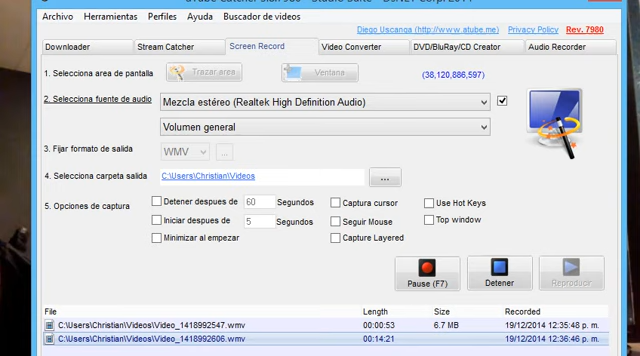 Archivo Herramientas Perfiles Ayuda Buscador de videos
Diego Uscanga (http://www.atube.me) Privacy Policy Rev. 7980
Downloader Stream Catcher Screen Record Video Converter DVD/BluRay/CD Creator Audio Recorder
1. Selecciona area de pantalla Trazar area Ventana (38,120,886,597)
2. Selecciona fuente de audio Mezcla estéreo (Realtek High Definition Audio)
Volumen general
3. Fijar formato de salida WMV ...
4. Selecciona carpeta salida C:\Users\Christian\Videos ...
5. Opciones de captura Detener despues de 60 Segundos Captura cursor Use Hot Keys
Iniciar despues de 5 Segundos Seguir Mouse Top window
Minimizar al empezar Capture Layered
Pause (F7) Detener Reproducir
File Length Size Recorded
C:\Users\Christian\Videos\Video_1418992547.wmv 00:00:53 6.7 MB 19/12/2014 12:35:48 p. m.
C:\Users\Christian\Videos\Video_1418992606.wmv 00:14:21 19/12/2014 12:36:46 p. m.